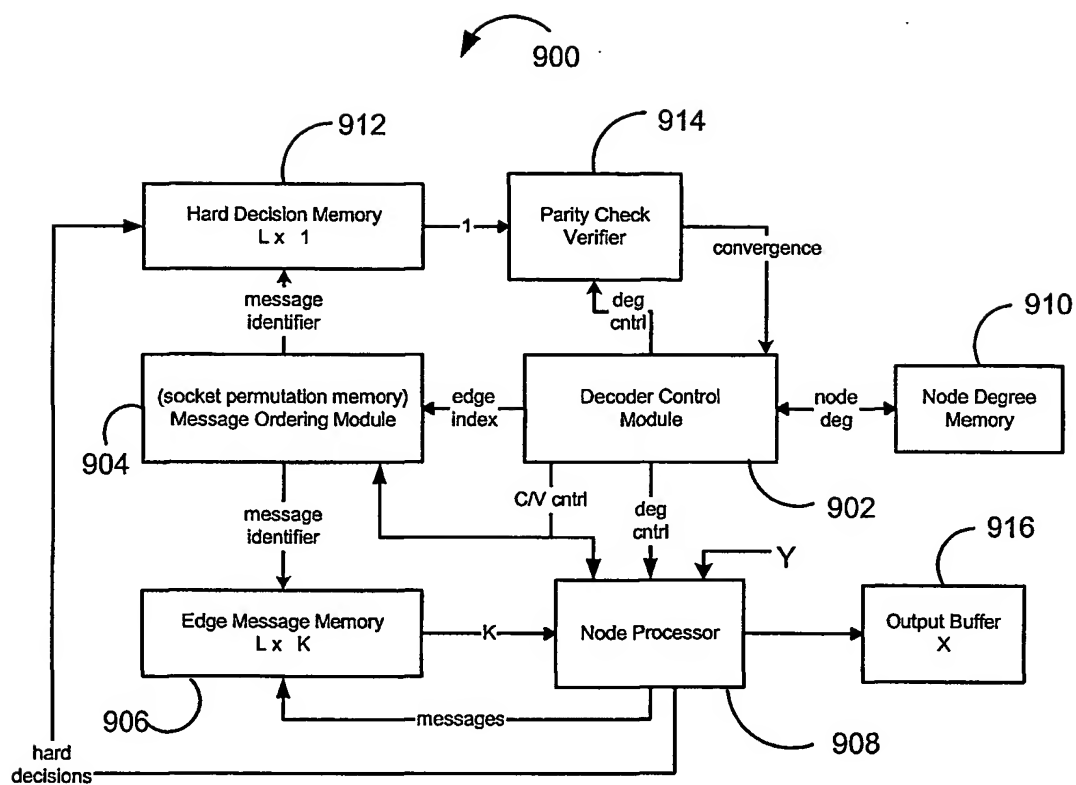 900
912
914
Hard Decision Memory
L x 1
1
Parity Check
Verifier
convergence
message
identifier
deg
cntrl
910
(socket permutation memory)
Message Ordering Module
edge
index
Decoder Control
Module
node
deg
Node Degree
Memory
904
902
C/V cntrl
deg
cntrl
message
identifier
916
Y
Edge Message Memory
L x K
K
Node Processor
Output Buffer
X
906
messages
908
hard
decisions